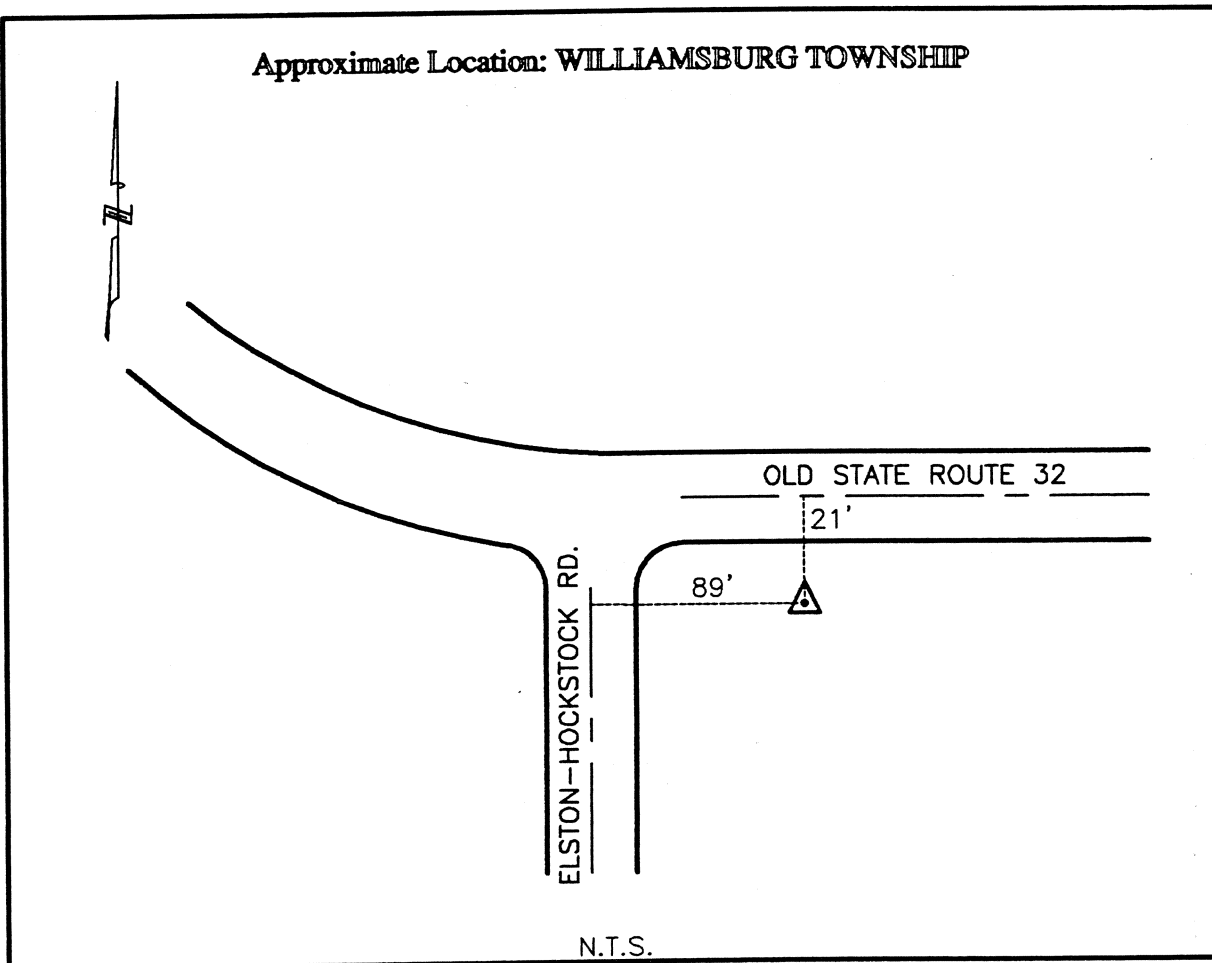 Approximate Location: WILLIAMSBURG TOWNSHIP
N
OLD STATE ROUTE 32
21'
89'
ELSTON-HOCKSTOCK RD.
N.T.S.